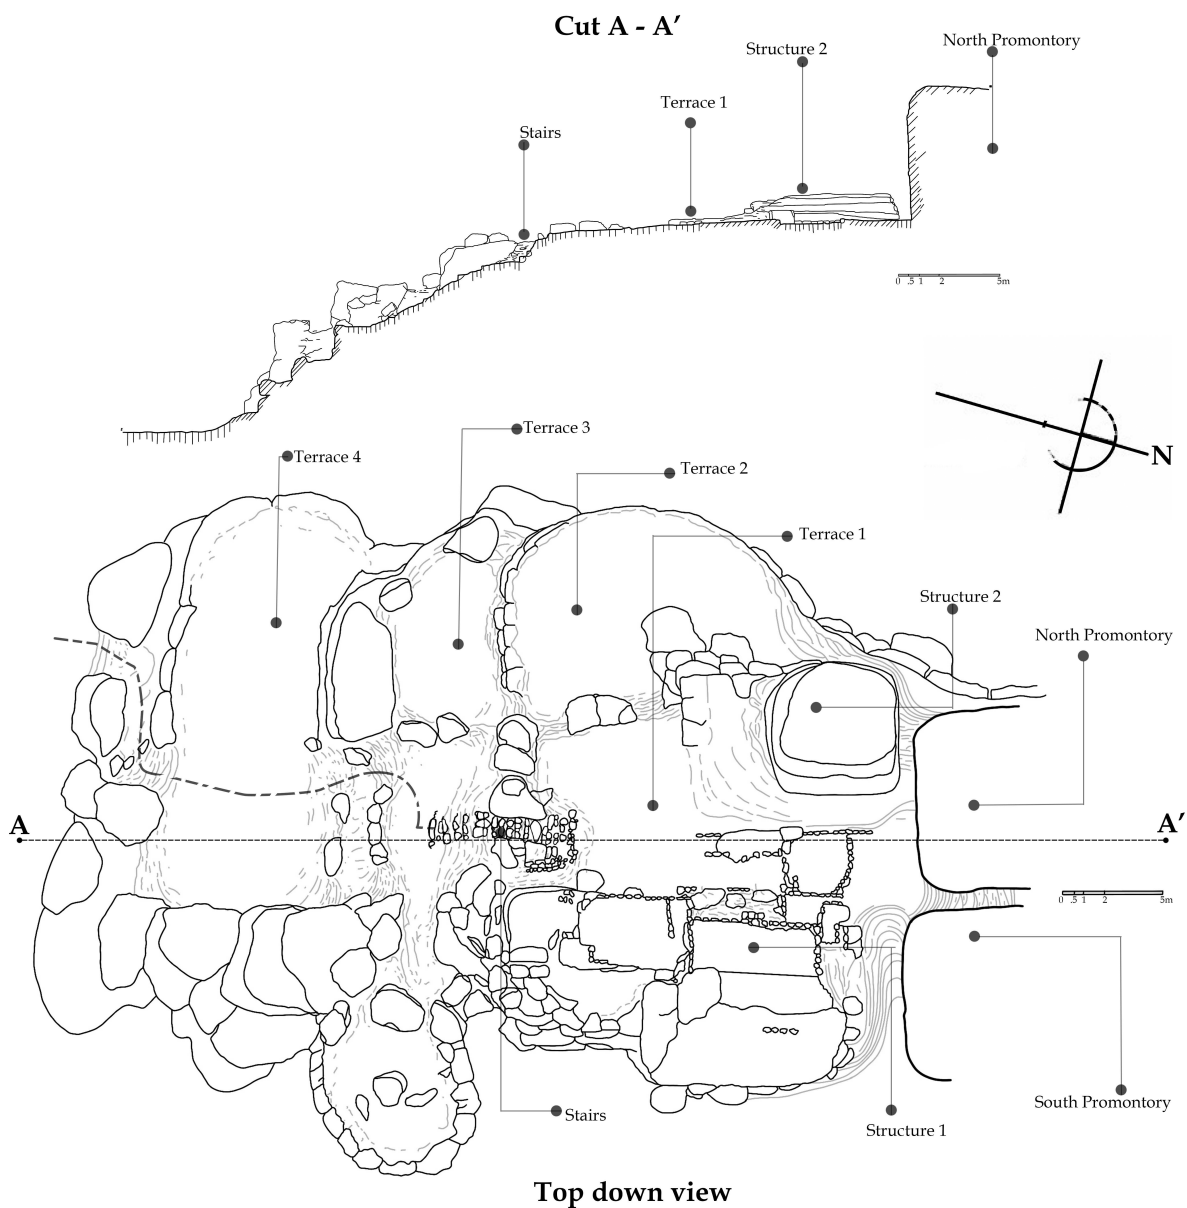 Cut A - A’
North Promontory
Structure 2
Terrace 1
Stairs
0 .5 1 2 5m
N
Terrace 3
Terrace 4
Terrace 2
Terrace 1
Structure 2
North Promontory
A
A’
0 .5 1 2 5m
South Promontory
Stairs
Structure 1
Top down view